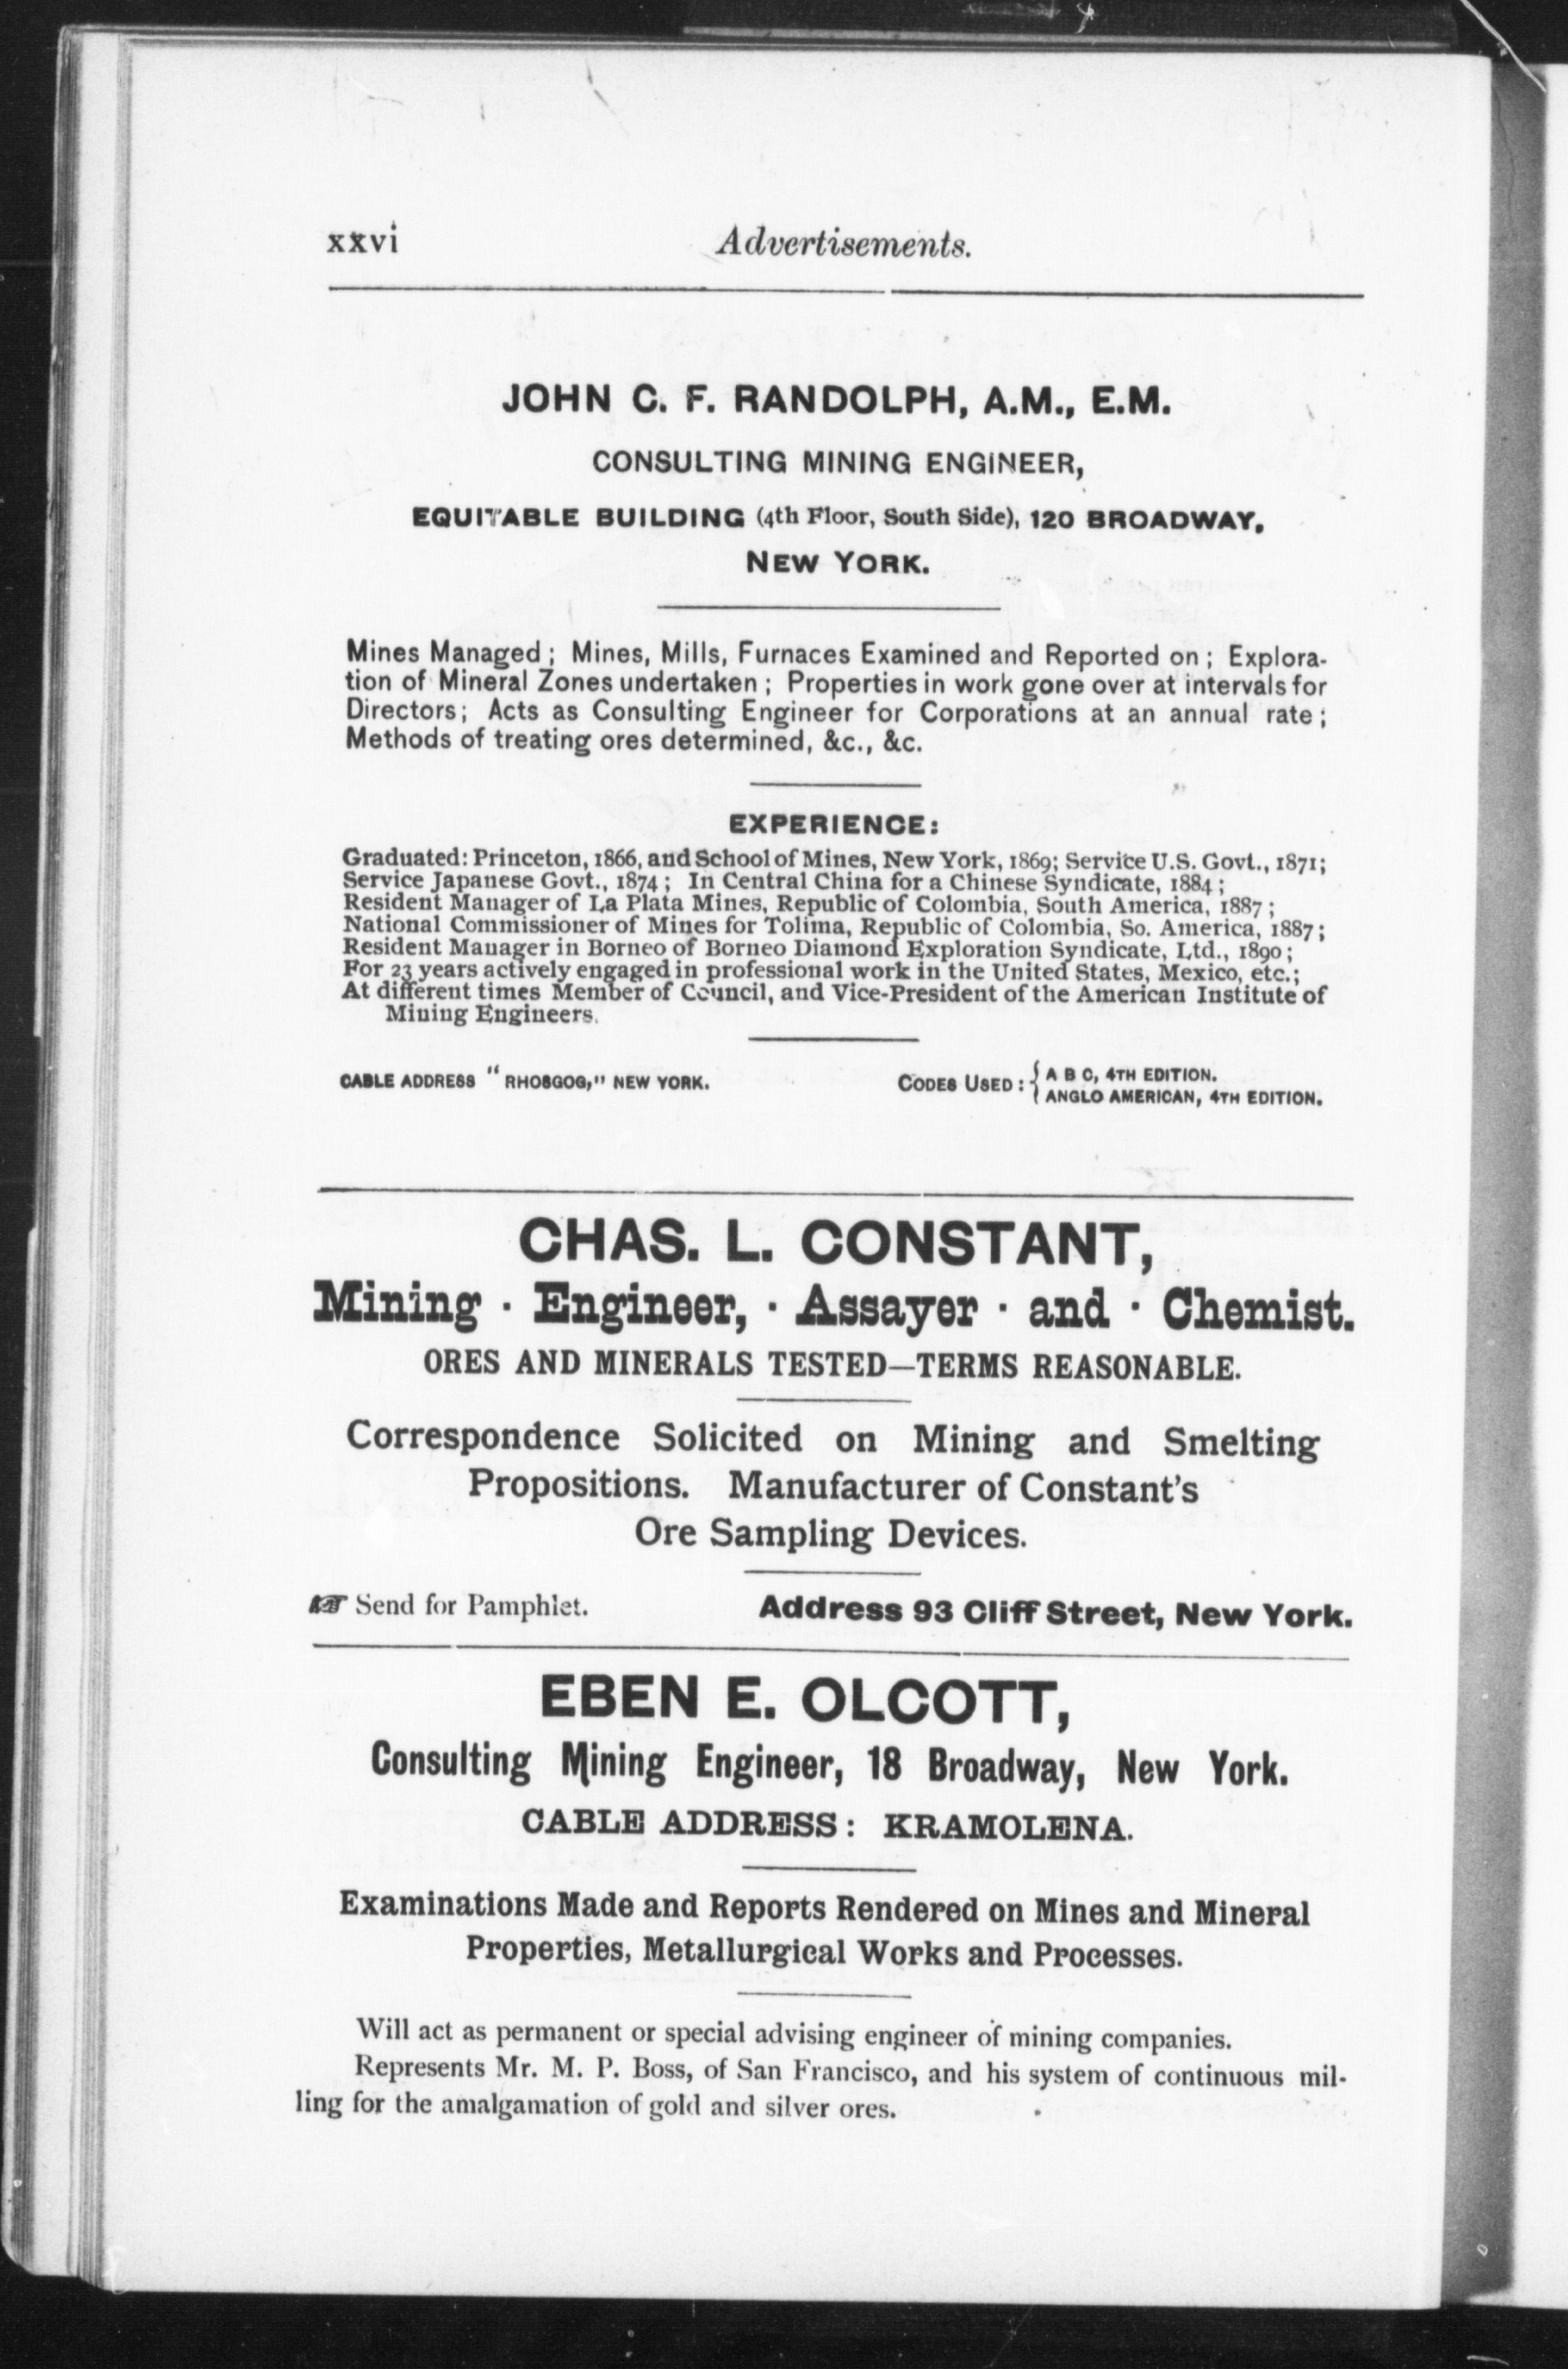 xxvi
Advertisements.
JOHN C. F. RANDOLPH, A.M., E.M.
CONSULTING MINING ENGINEER,
EQUITABLE BUILDING (4th Floor, South Side), 120 BROADWAY,
NEW YORK.
Mines Managed; Mines, Mills, Furnaces Examined and Reported on; Explora-
tion of Mineral Zones undertaken; Properties in work gone over at intervals for
Directors; Acts as Consulting Engineer for Corporations at an annual rate;
Methods of treating ores determined, &c., &c.
EXPERIENCE:
Graduated: Princeton, 1866, and School of Mines, New York, 1869; Service U.S. Govt., 1871;
Service Japanese Govt., 1874; In Central China for a Chinese Syndicate, 1884;
Resident Manager of La Plata Mines, Republic of Colombia, South America, 1887;
National Commissioner of Mines for Tolima, Republic of Colombia, So. America, 1887;
Resident Manager in Borneo of Borneo Diamond Exploration Syndicate, Ltd., 1890;
For 23 years actively engaged in professional work in the United States, Mexico, etc.;
At different times Member of Council, and Vice-President of the American Institute of
Mining Engineers.
CABLE ADDRESS "RHOSGOG," NEW YORK.
CODES USED: { A B C, 4TH EDITION.
ANGLO AMERICAN, 4TH EDITION.
CHAS. L. CONSTANT,
Mining · Engineer, · Assayer · and · Chemist.
ORES AND MINERALS TESTED—TERMS REASONABLE.
Correspondence Solicited on Mining and Smelting
Propositions. Manufacturer of Constant's
Ore Sampling Devices.
☞ Send for Pamphlet.
Address 93 Cliff Street, New York.
EBEN E. OLCOTT,
Consulting Mining Engineer, 18 Broadway, New York.
CABLE ADDRESS: KRAMOLENA.
Examinations Made and Reports Rendered on Mines and Mineral
Properties, Metallurgical Works and Processes.
Will act as permanent or special advising engineer of mining companies.
Represents Mr. M. P. Boss, of San Francisco, and his system of continuous mil-
ling for the amalgamation of gold and silver ores.